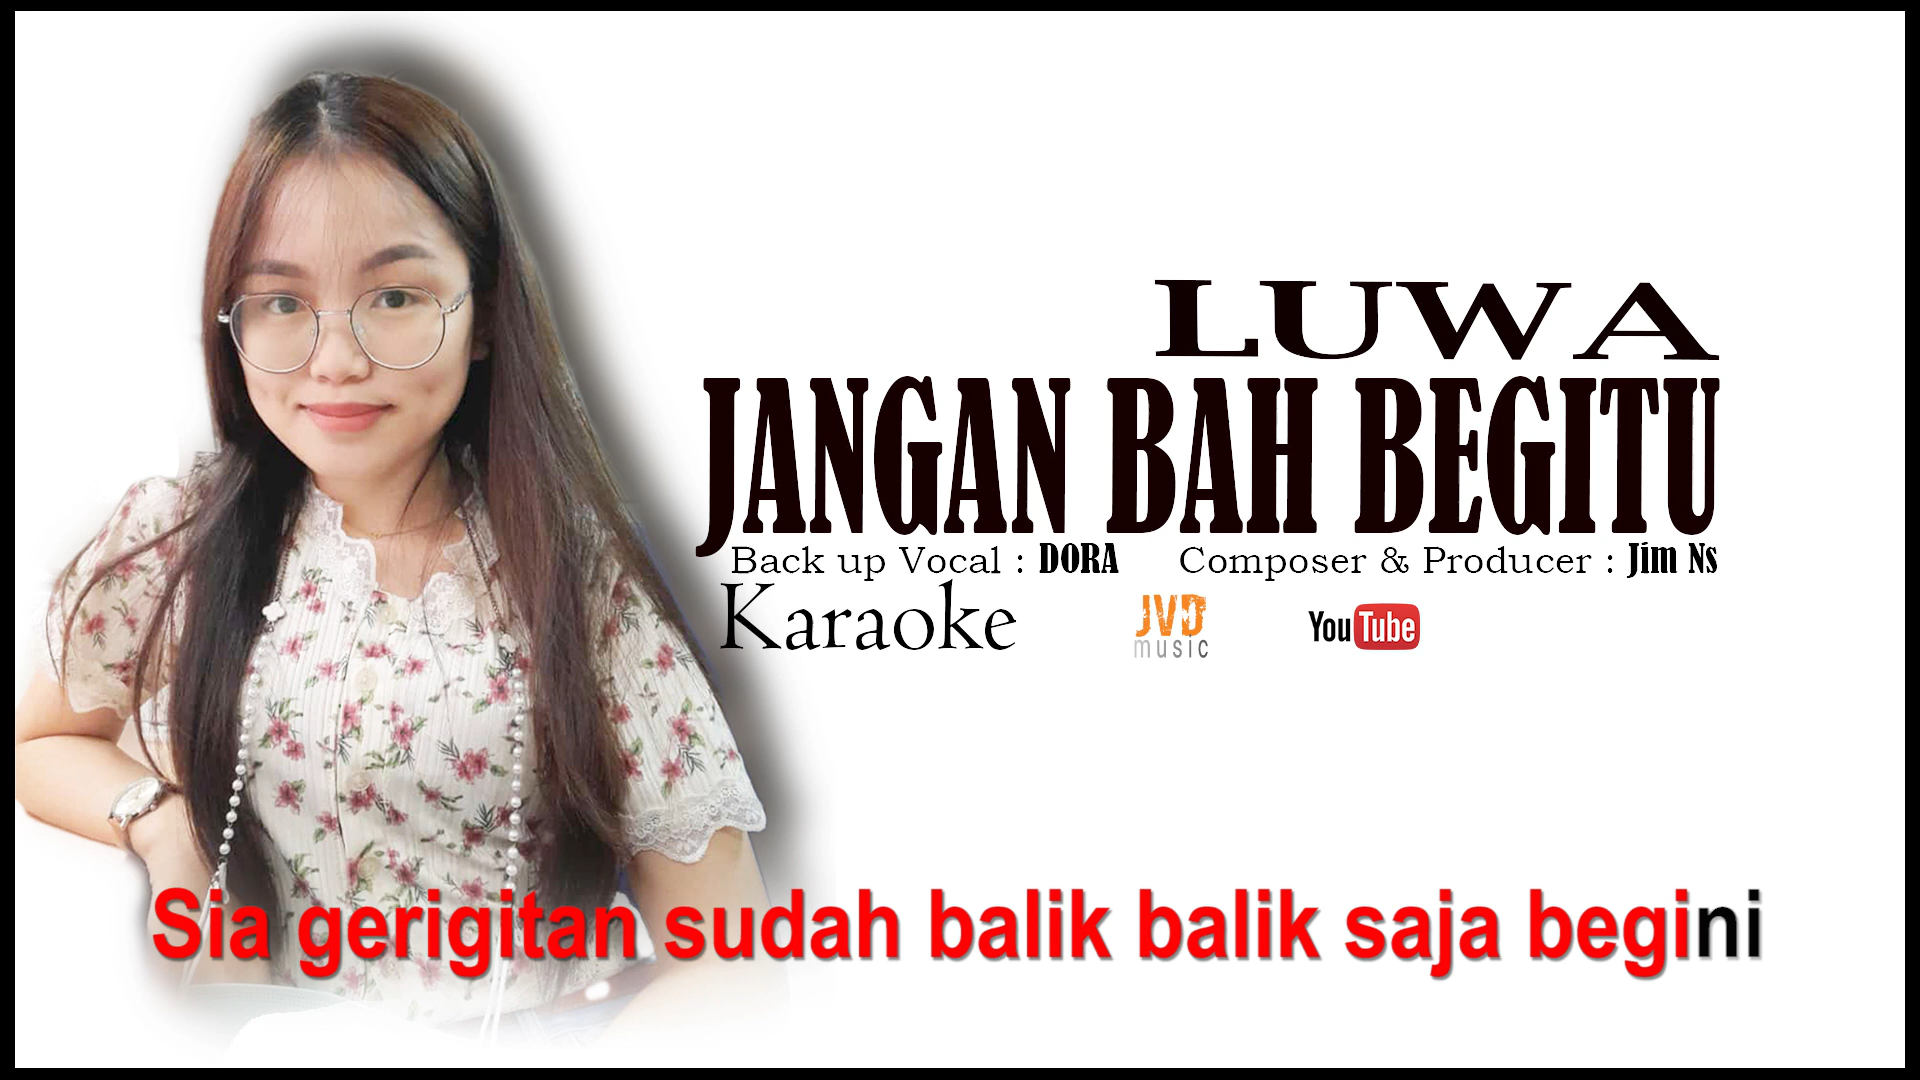 LUWA
JANGAN BAH BEGITU
Back up Vocal : DORA Composer & Producer : Jim Ns
Karaoke JVD music YouTube
Sia gerigitan sudah balik balik saja begini